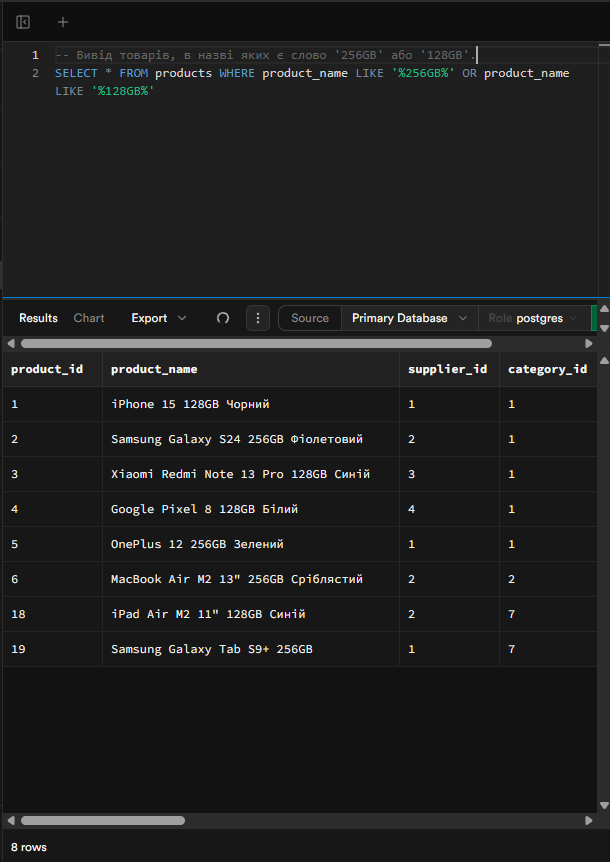 1 -- Вивід товарів, в назві яких є слово '256GB' або '128GB'.
2 SELECT * FROM products WHERE product_name LIKE '%256GB%' OR product_name
LIKE '%128GB%'
Results Chart Export Source Primary Database Role postgres
product_id product_name supplier_id category_id
1 iPhone 15 128GB Чорний 1 1
2 Samsung Galaxy S24 256GB Фіолетовий 2 1
3 Xiaomi Redmi Note 13 Pro 128GB Синій 3 1
4 Google Pixel 8 128GB Білий 4 1
5 OnePlus 12 256GB Зелений 1 1
6 MacBook Air M2 13" 256GB Сріблястий 2 2
18 iPad Air M2 11" 128GB Синій 2 7
19 Samsung Galaxy Tab S9+ 256GB 1 7
8 rows